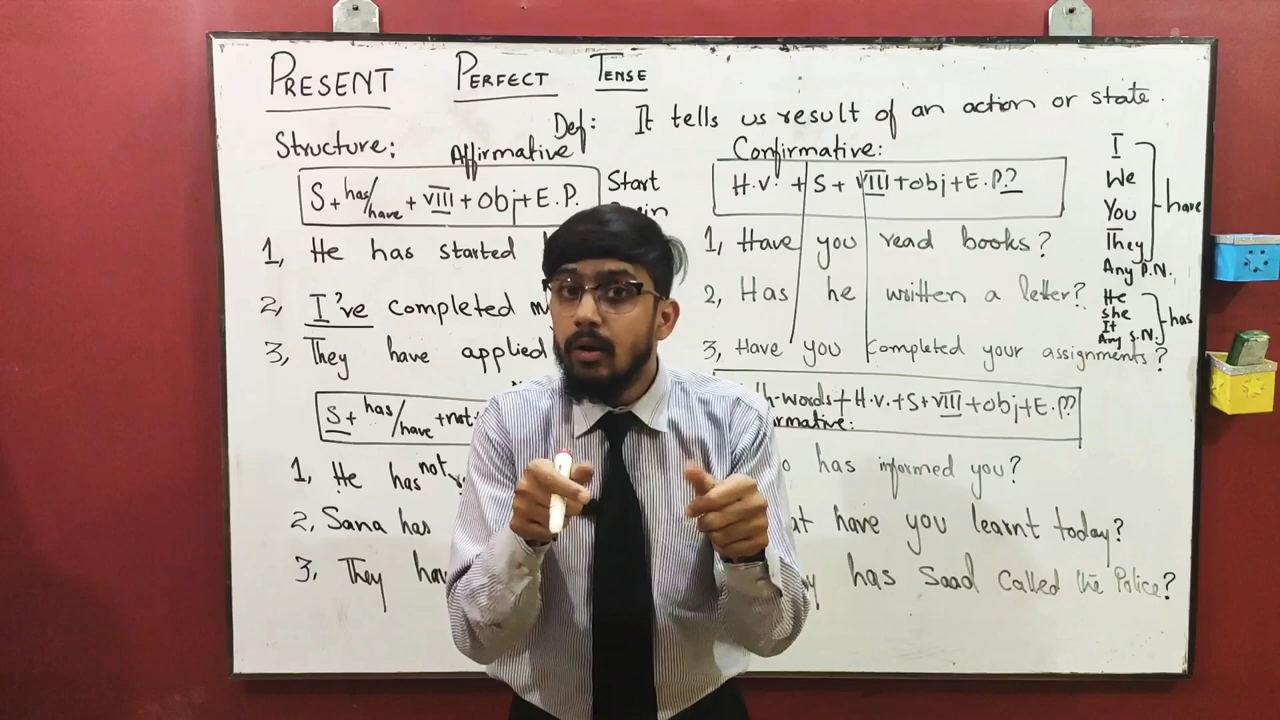 PRESENT PERFECT TENSE
Def: It tells us result of an action or state.
Structure: Affirmative
S + has/have + VIII + Obj + E.P.
Start
1, He has started
2, I've completed
3, They have applied
S + has/have + not
1, He has not
2, Sana has
3, They
Confirmative:
H.V. + S + VIII + Obj + E.P.?
1, Have you read books?
2, Has he written a letter?
3, Have you completed your assignments?
H.V. + S + VIII + Obj + E.P.?
has informed you?
have you learnt today?
has Saad called the Police?
I
We
You
They
Any P.N.
have
He
She
It
Any S.N.
has